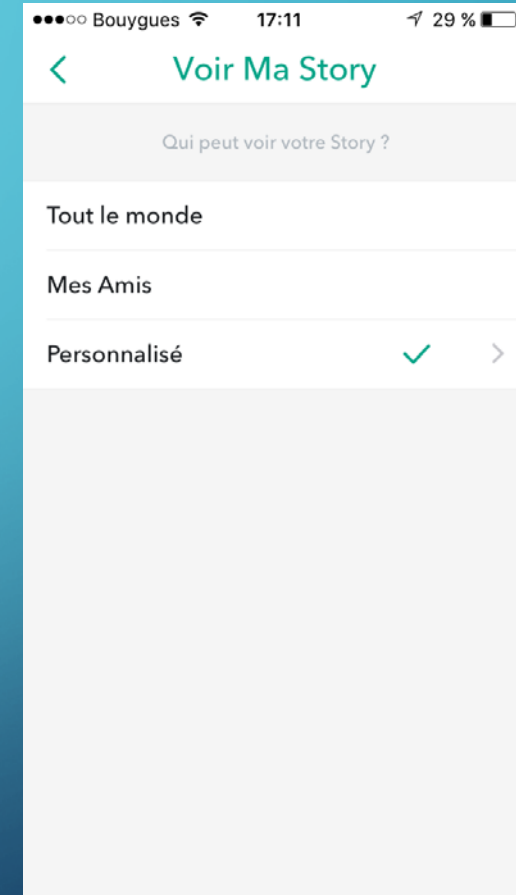 Bouygues 17:11 29 %
Voir Ma Story
Qui peut voir votre Story ?
Tout le monde
Mes Amis
Personnalisé